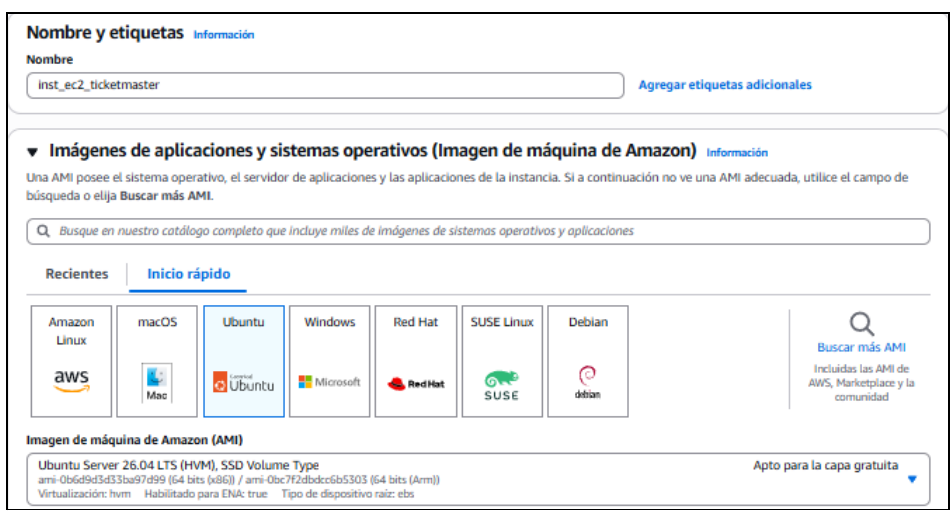 Nombre y etiquetas Información
Nombre
inst_ec2_ticketmaster
Agregar etiquetas adicionales
▼ Imágenes de aplicaciones y sistemas operativos (Imagen de máquina de Amazon) Información
Una AMI posee el sistema operativo, el servidor de aplicaciones y las aplicaciones de la instancia. Si a continuación no ve una AMI adecuada, utilice el campo de
búsqueda o elija Buscar más AMI.
Busque en nuestro catálogo completo que incluye miles de imágenes de sistemas operativos y aplicaciones
Recientes
Inicio rápido
Amazon
Linux
aws
macOS
Mac
Ubuntu
Canonical
Ubuntu
Windows
Microsoft
Red Hat
Red Hat
SUSE Linux
SUSE
Debian
debian
Buscar más AMI
Incluidas las AMI de
AWS, Marketplace y la
comunidad
Imagen de máquina de Amazon (AMI)
Ubuntu Server 26.04 LTS (HVM), SSD Volume Type
Apto para la capa gratuita
ami-0b6d9d3d33ba97d99 (64 bits (x86)) / ami-0bc7f2dbdcc6b5303 (64 bits (Arm))
Virtualización: hvm Habilitado para ENA: true Tipo de dispositivo raíz: ebs